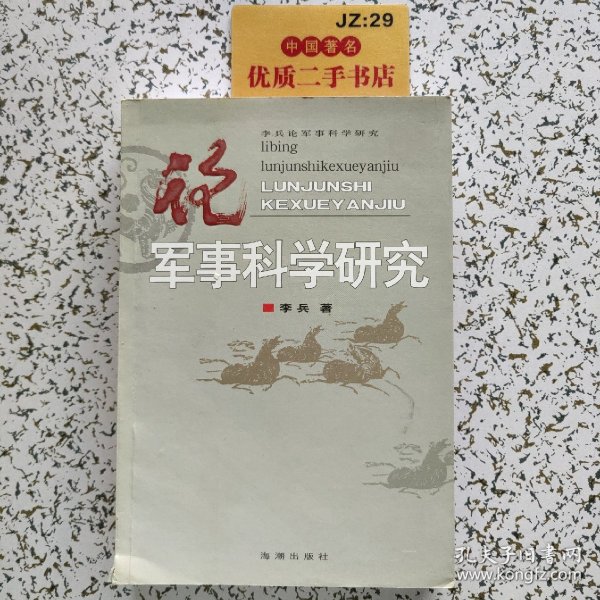 JZ:29
中国著名
优质二手书店
李兵论军事科学研究
libing
lunjunshikexueyanjiu
LUNJUNSHI
KEXUEYANJIU
论
军事科学研究
李兵 著
海潮出版社
孔夫子旧书网
www.kongfz.com